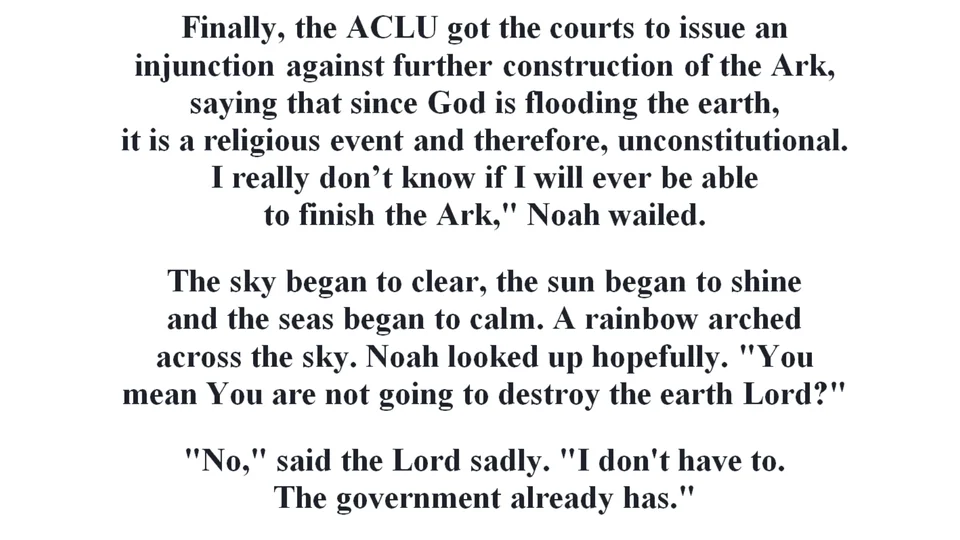 Finally, the ACLU got the courts to issue an
injunction against further construction of the Ark,
saying that since God is flooding the earth,
it is a religious event and therefore, unconstitutional.
I really don’t know if I will ever be able
to finish the Ark," Noah wailed.
The sky began to clear, the sun began to shine
and the seas began to calm. A rainbow arched
across the sky. Noah looked up hopefully. "You
mean You are not going to destroy the earth Lord?"
"No," said the Lord sadly. "I don't have to.
The government already has."